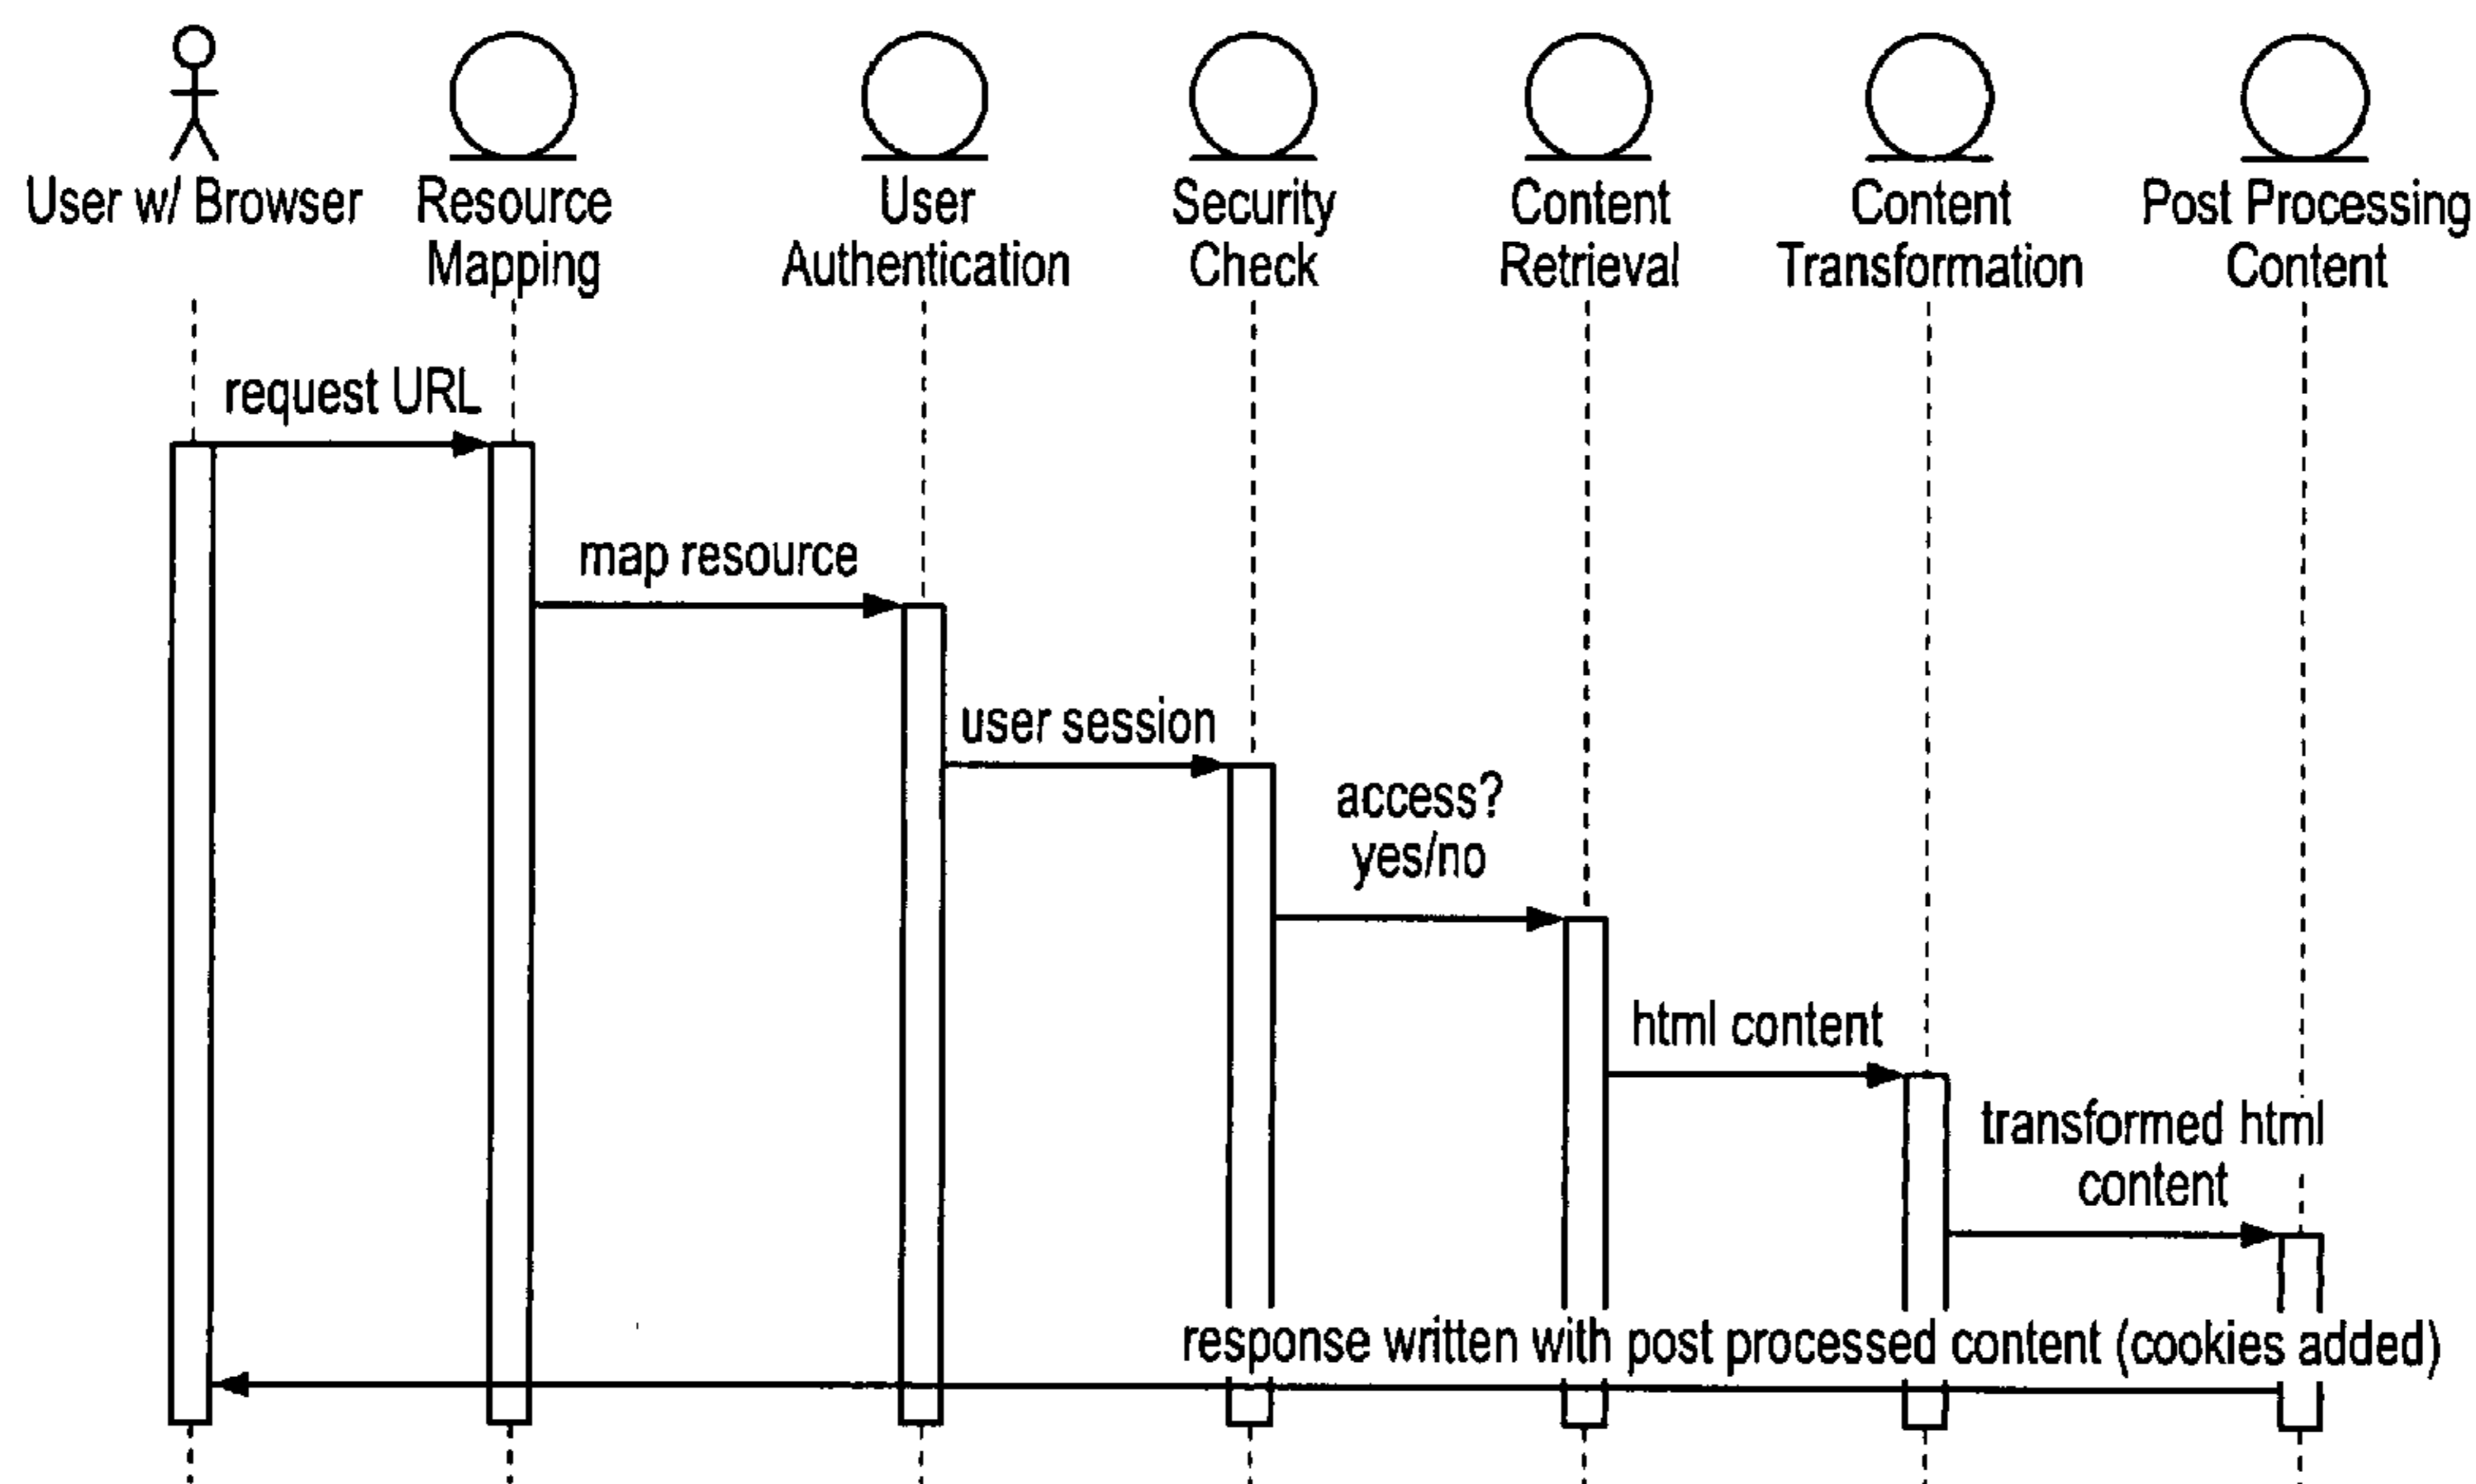 User w/ Browser
Resource
Mapping
User
Authentication
Security
Check
Content
Retrieval
Content
Transformation
Post Processing
Content
request URL
map resource
user session
access?
yes/no
html content
transformed html
content
response written with post processed content (cookies added)